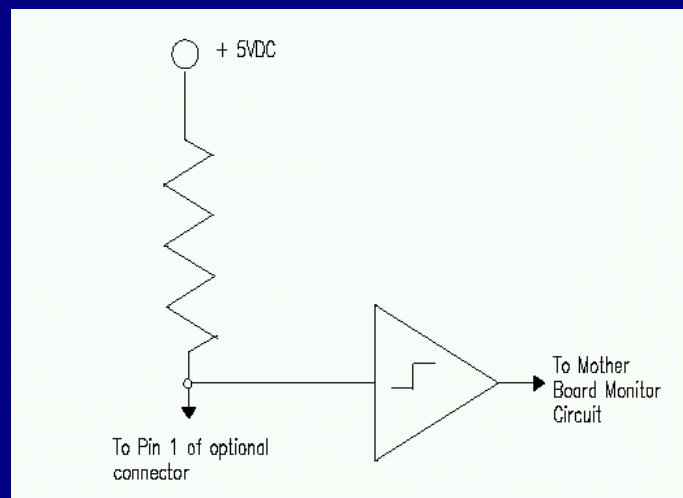 + 5VDC
To Mother
Board Monitor
Circuit
To Pin 1 of optional
connector